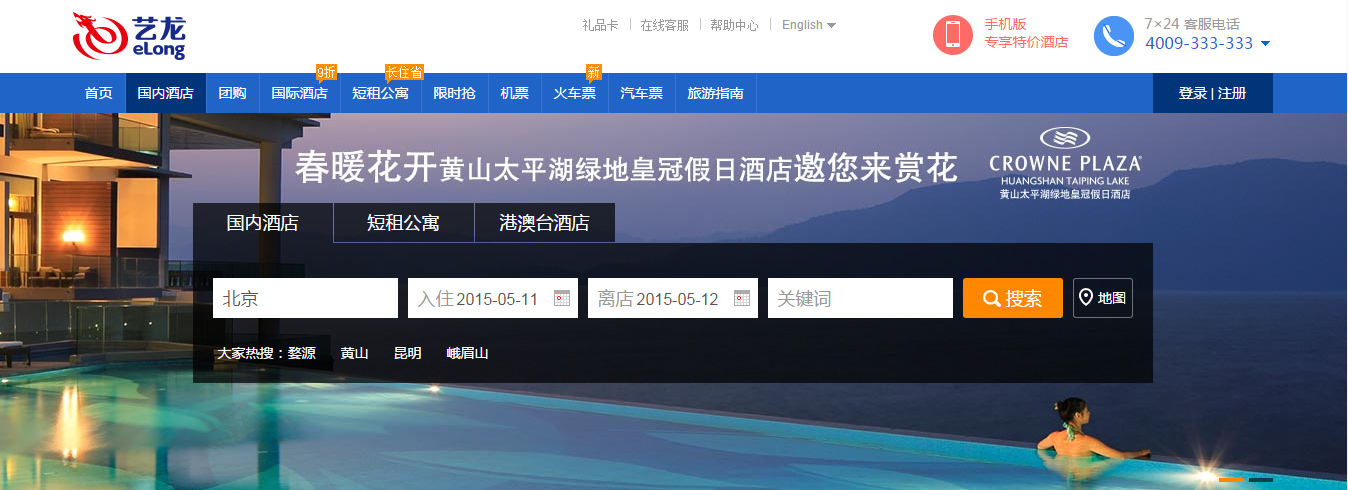 艺龙
eLong
礼品卡 在线客服 帮助中心 English
手机版
专享特价酒店
7×24 客服电话
4009-333-333
9折 长住省 新
首页 国内酒店 团购 国际酒店 短租公寓 限时抢 机票 火车票 汽车票 旅游指南 登录 | 注册
春暖花开黄山太平湖绿地皇冠假日酒店邀您来赏花
CROWNE PLAZA
HUANGSHAN TAIPING LAKE
黄山太平湖绿地皇冠假日酒店
国内酒店 短租公寓 港澳台酒店
北京 入住 2015-05-11 离店 2015-05-12 关键词 搜索 地图
大家热搜：婺源 黄山 昆明 峨眉山